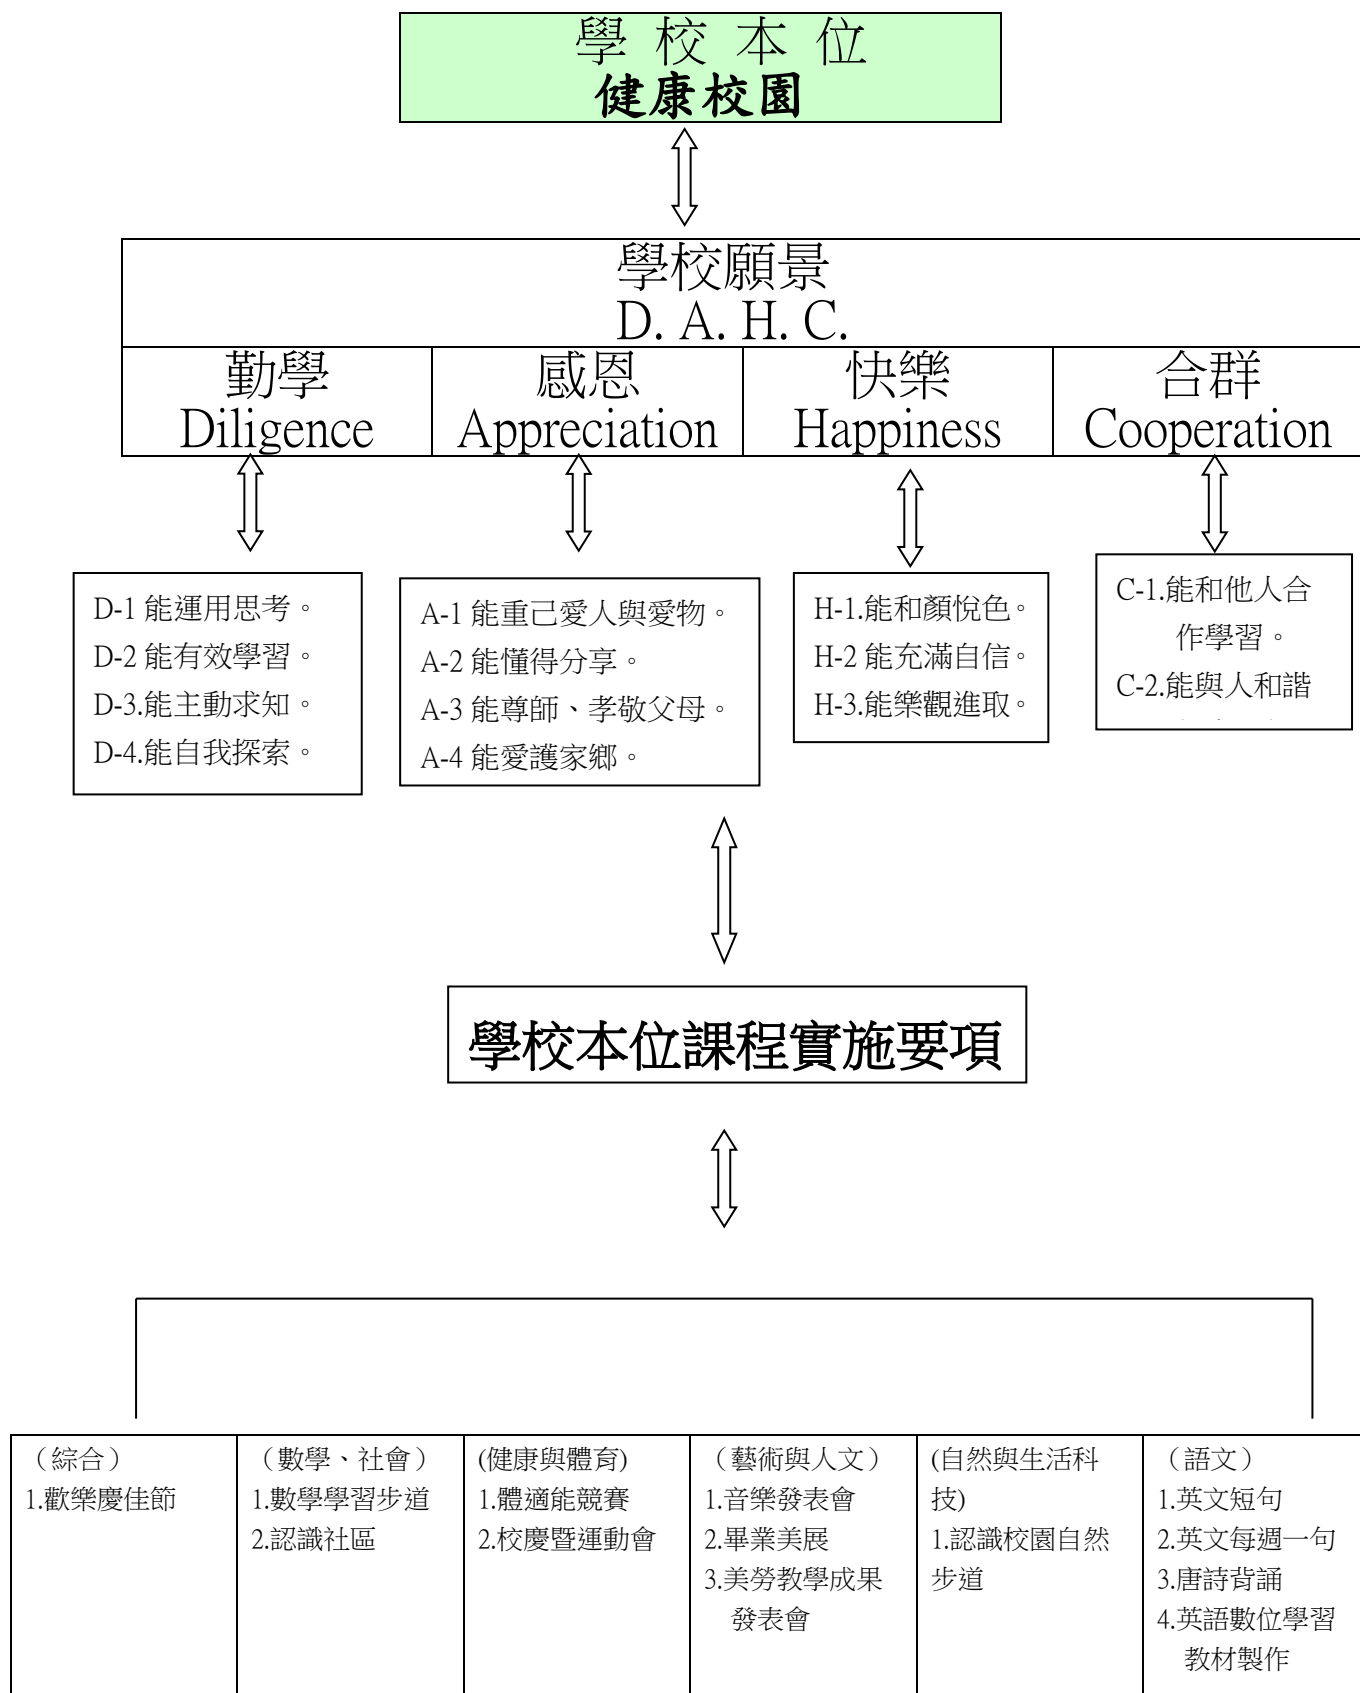 學 校 本 位
健康校園
學校願景
D. A. H. C.
勤學
Diligence
感恩
Appreciation
快樂
Happiness
合群
Cooperation
D-1 能運用思考。
D-2 能有效學習。
D-3.能主動求知。
D-4.能自我探索。
A-1 能重己愛人與愛物。
A-2 能懂得分享。
A-3 能尊師、孝敬父母。
A-4 能愛護家鄉。
H-1.能和顏悅色。
H-2 能充滿自信。
H-3.能樂觀進取。
C-1.能和他人合
作學習。
C-2.能與人和諧
學校本位課程實施要項
（綜合）
1.歡樂慶佳節
（數學、社會）
1.數學學習步道
2.認識社區
(健康與體育)
1.體適能競賽
2.校慶暨運動會
（藝術與人文）
1.音樂發表會
2.畢業美展
3.美勞教學成果
發表會
(自然與生活科
技)
1.認識校園自然
步道
（語文）
1.英文短句
2.英文每週一句
3.唐詩背誦
4.英語數位學習
教材製作